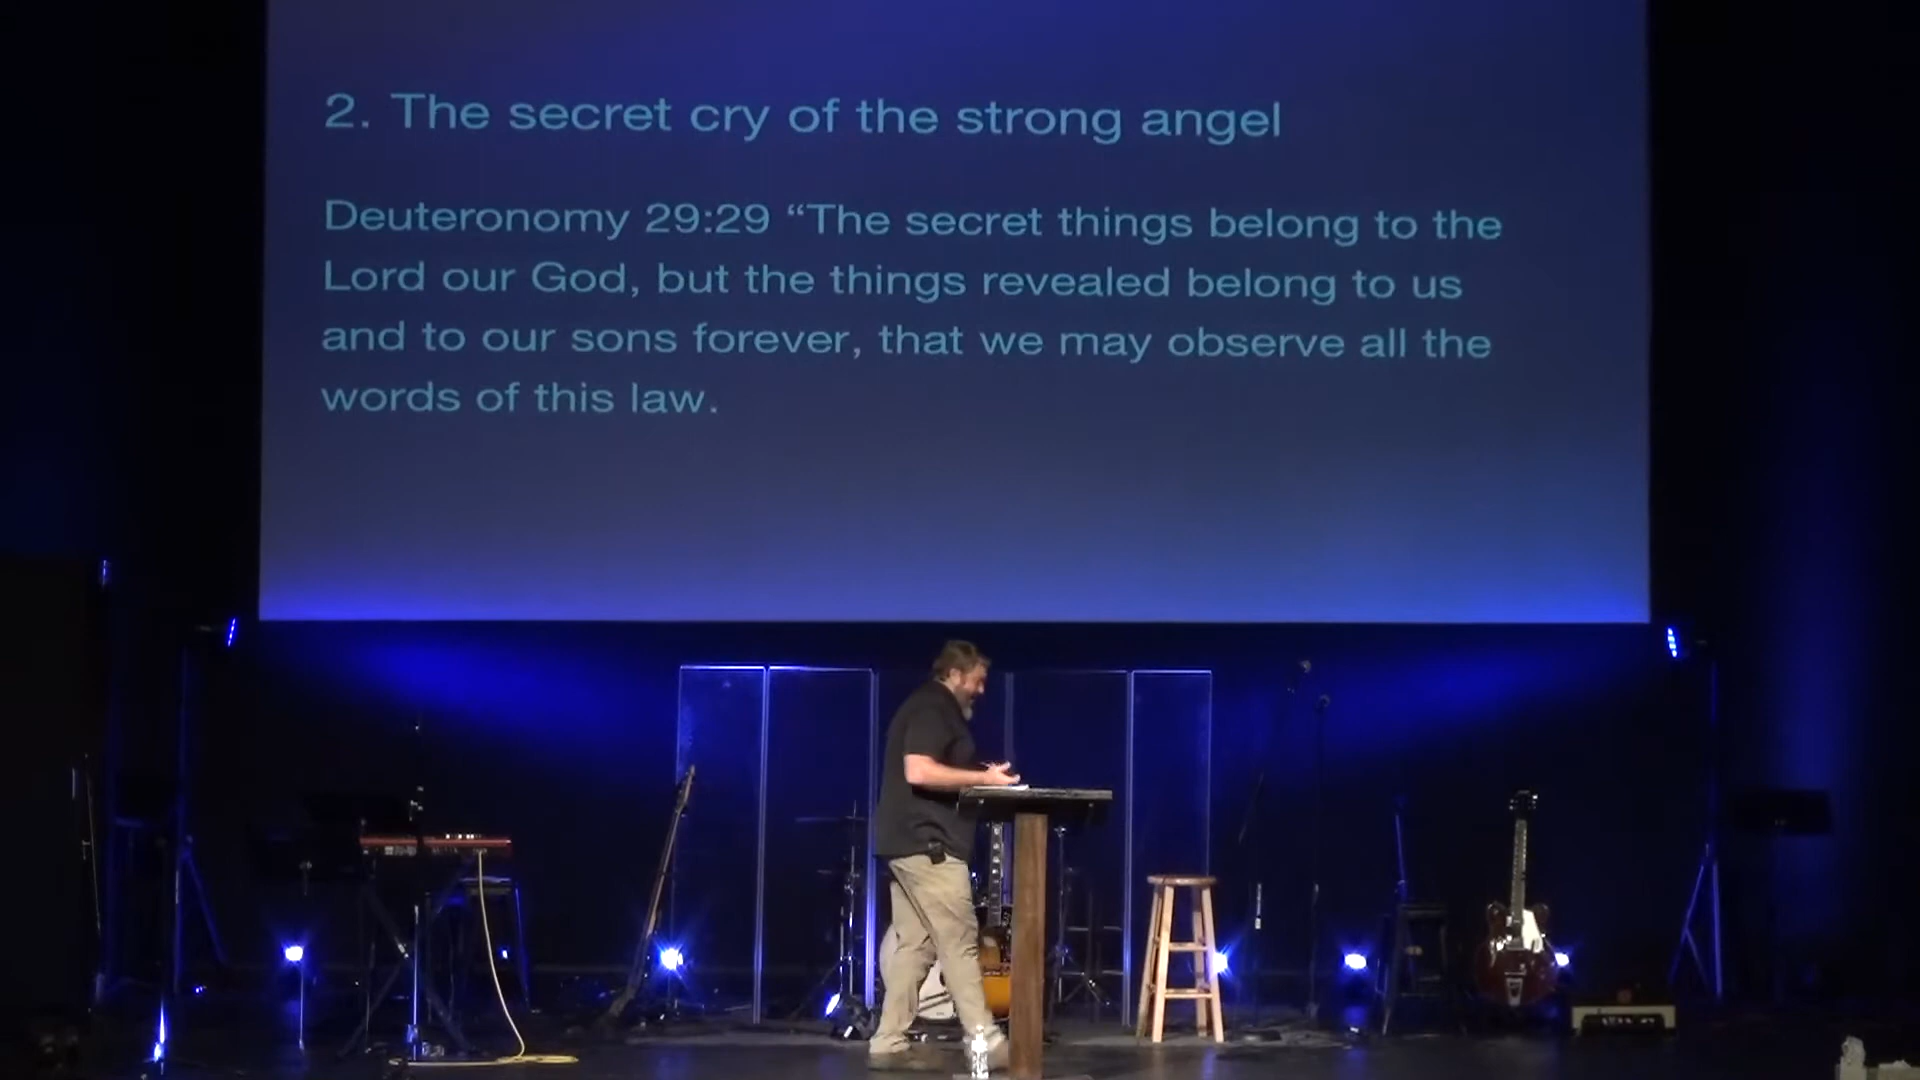 2. The secret cry of the strong angel
Deuteronomy 29:29 “The secret things belong to the
Lord our God, but the things revealed belong to us
and to our sons forever, that we may observe all the
words of this law.